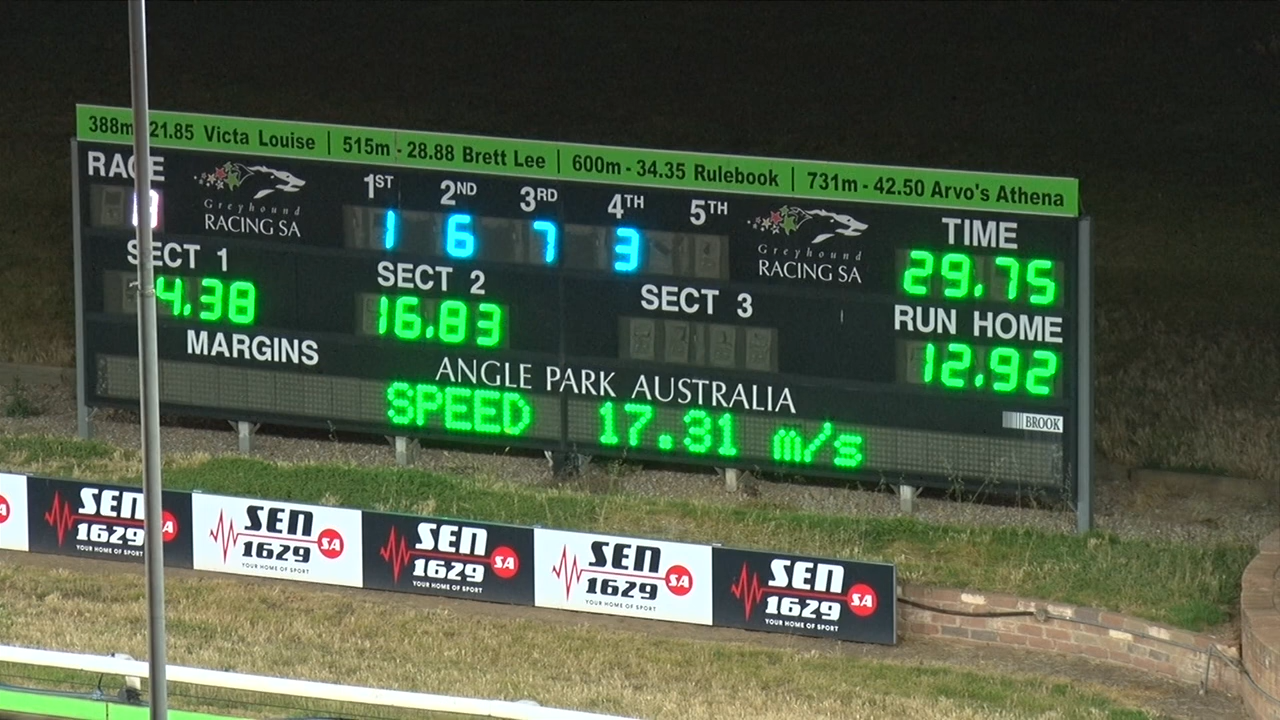 388m 21.85 Victa Louise | 515m - 28.88 Brett Lee | 600m - 34.35 Rulebook | 731m - 42.50 Arvo's Athena
RACE
Greyhound
RACING SA
1ST 2ND 3RD 4TH 5TH
1 6 7 3
Greyhound
RACING SA
TIME
29.75
SECT 1
4.38
SECT 2
16.83
SECT 3
RUN HOME
12.92
MARGINS
ANGLE PARK AUSTRALIA
SPEED 17.31 m/s
BROOK
A
SEN
1629 A
YOUR HOME OF SPORT
SEN
1629 SA
YOUR HOME OF SPORT
SEN
1629 SA
YOUR HOME OF SPORT
SEN
1629 SA
YOUR HOME OF SPORT
SEN
1629 SA
YOUR HOME OF SPORT